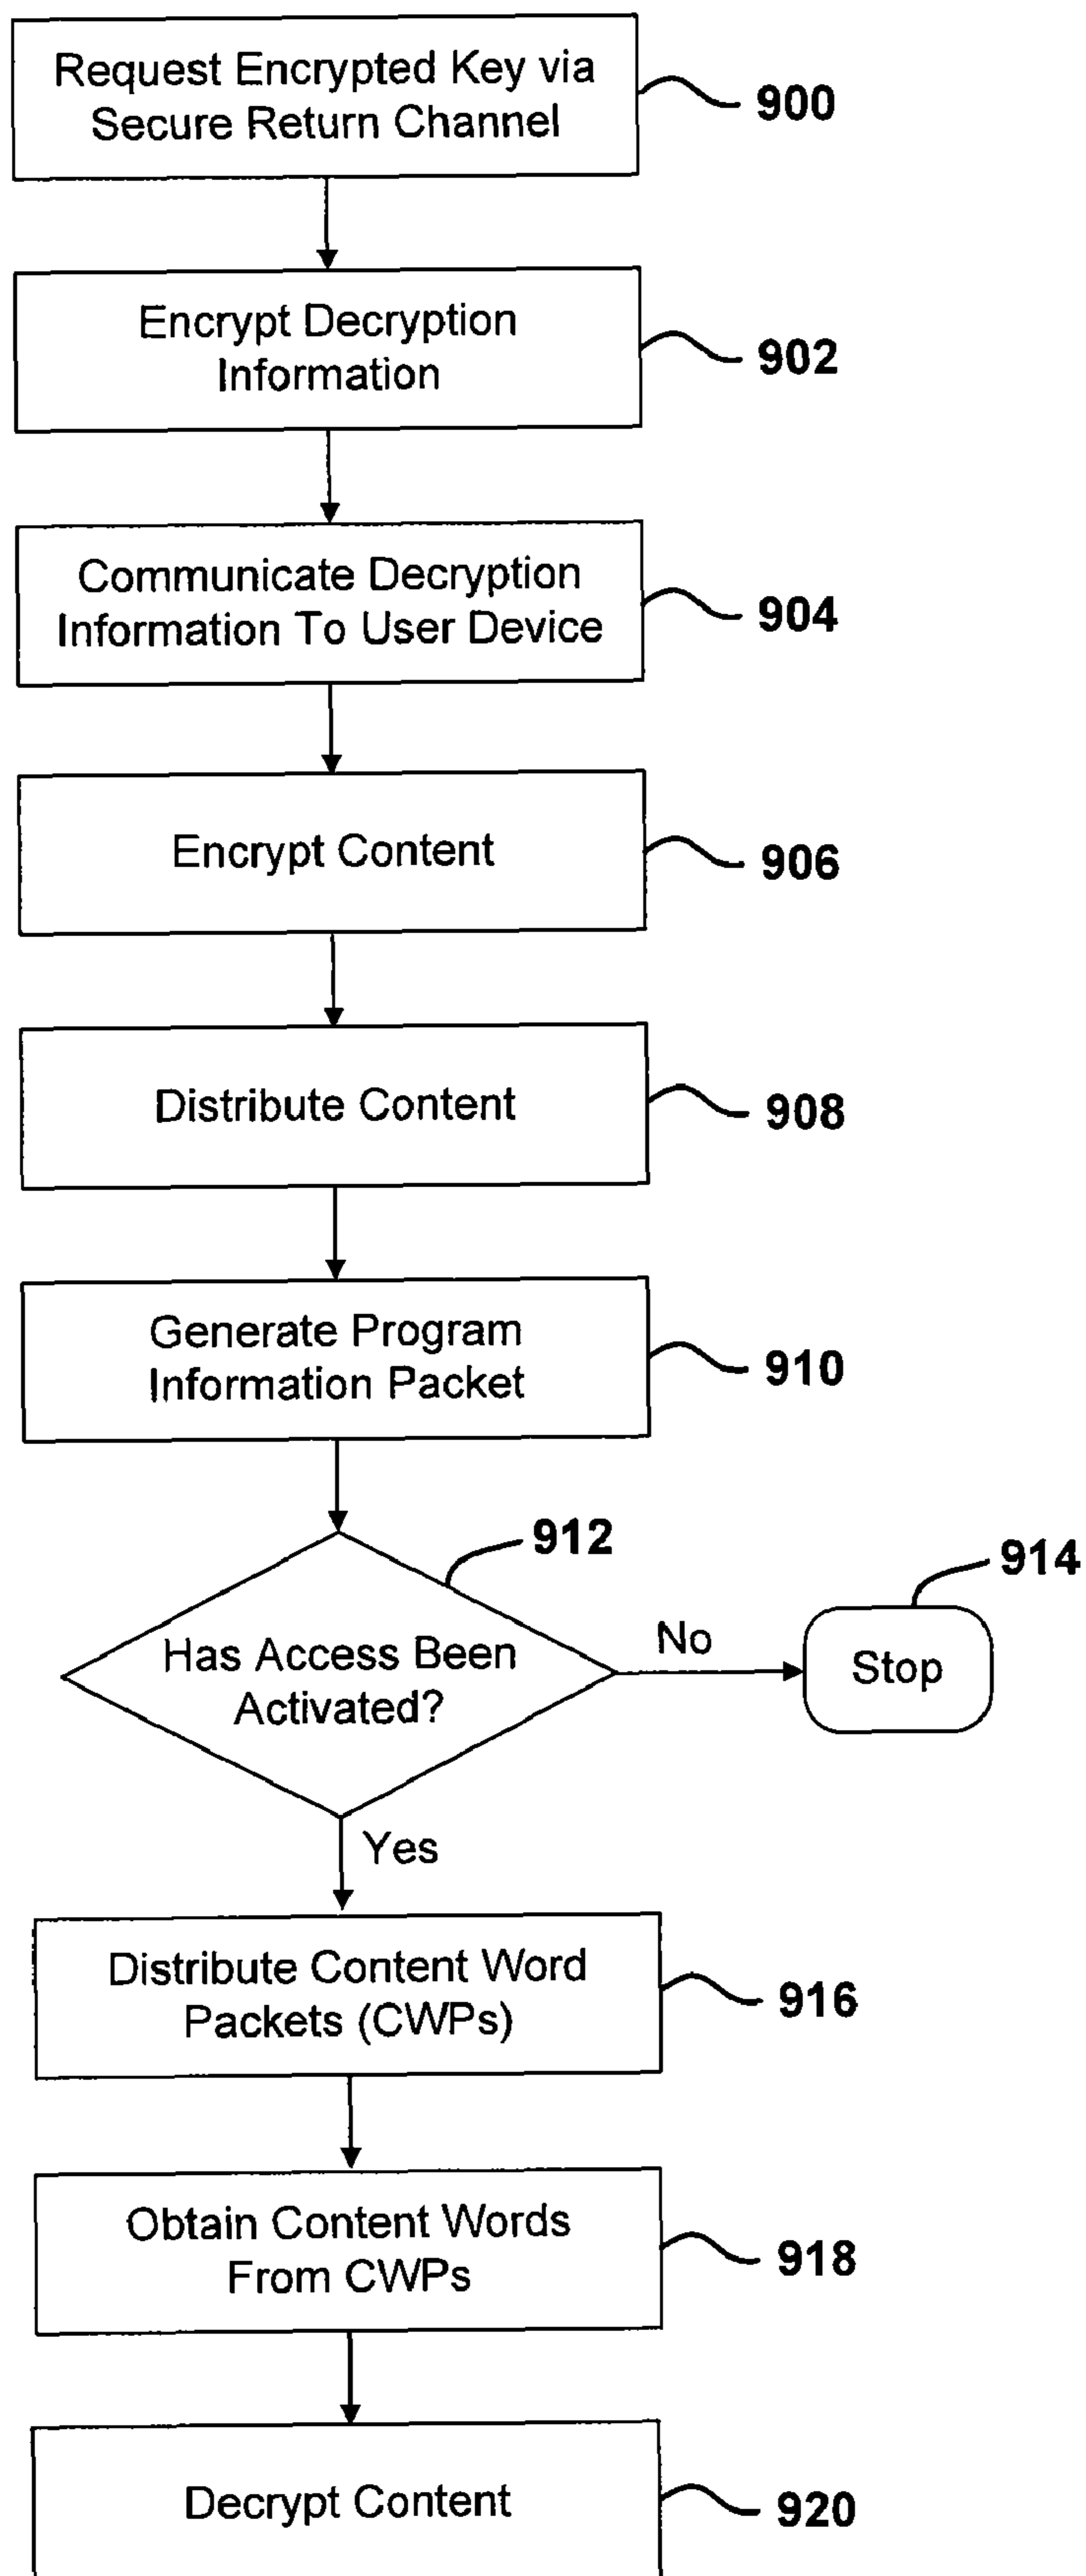 Request Encrypted Key via
Secure Return Channel
900
Encrypt Decryption
Information
902
Communicate Decryption
Information To User Device
904
Encrypt Content
906
Distribute Content
908
Generate Program
Information Packet
910
912
Has Access Been
Activated?
No
914
Stop
Yes
Distribute Content Word
Packets (CWPs)
916
Obtain Content Words
From CWPs
918
Decrypt Content
920